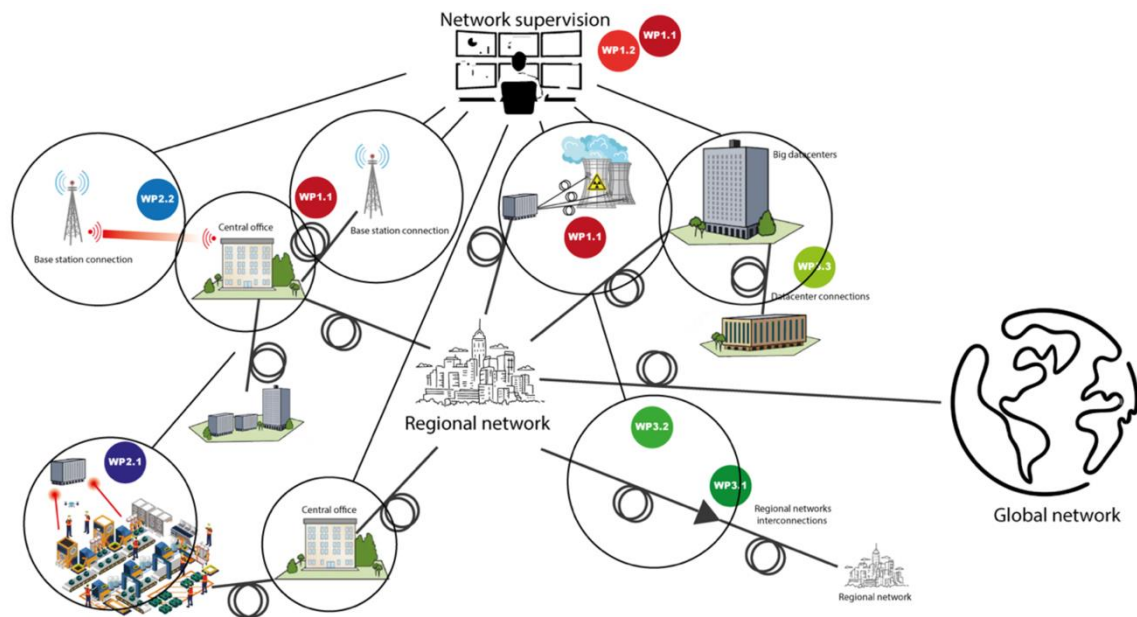 Network supervision
WP1.2
WP1.1
Big datacenters
WP2.2
WP1.1
Base station connection
Central office
Base station connection
WP1.1
WP3.3
Datacenter connections
Regional network
WP3.2
WP2.1
WP3.1
Regional networks
interconnections
Central office
Global network
Regional network